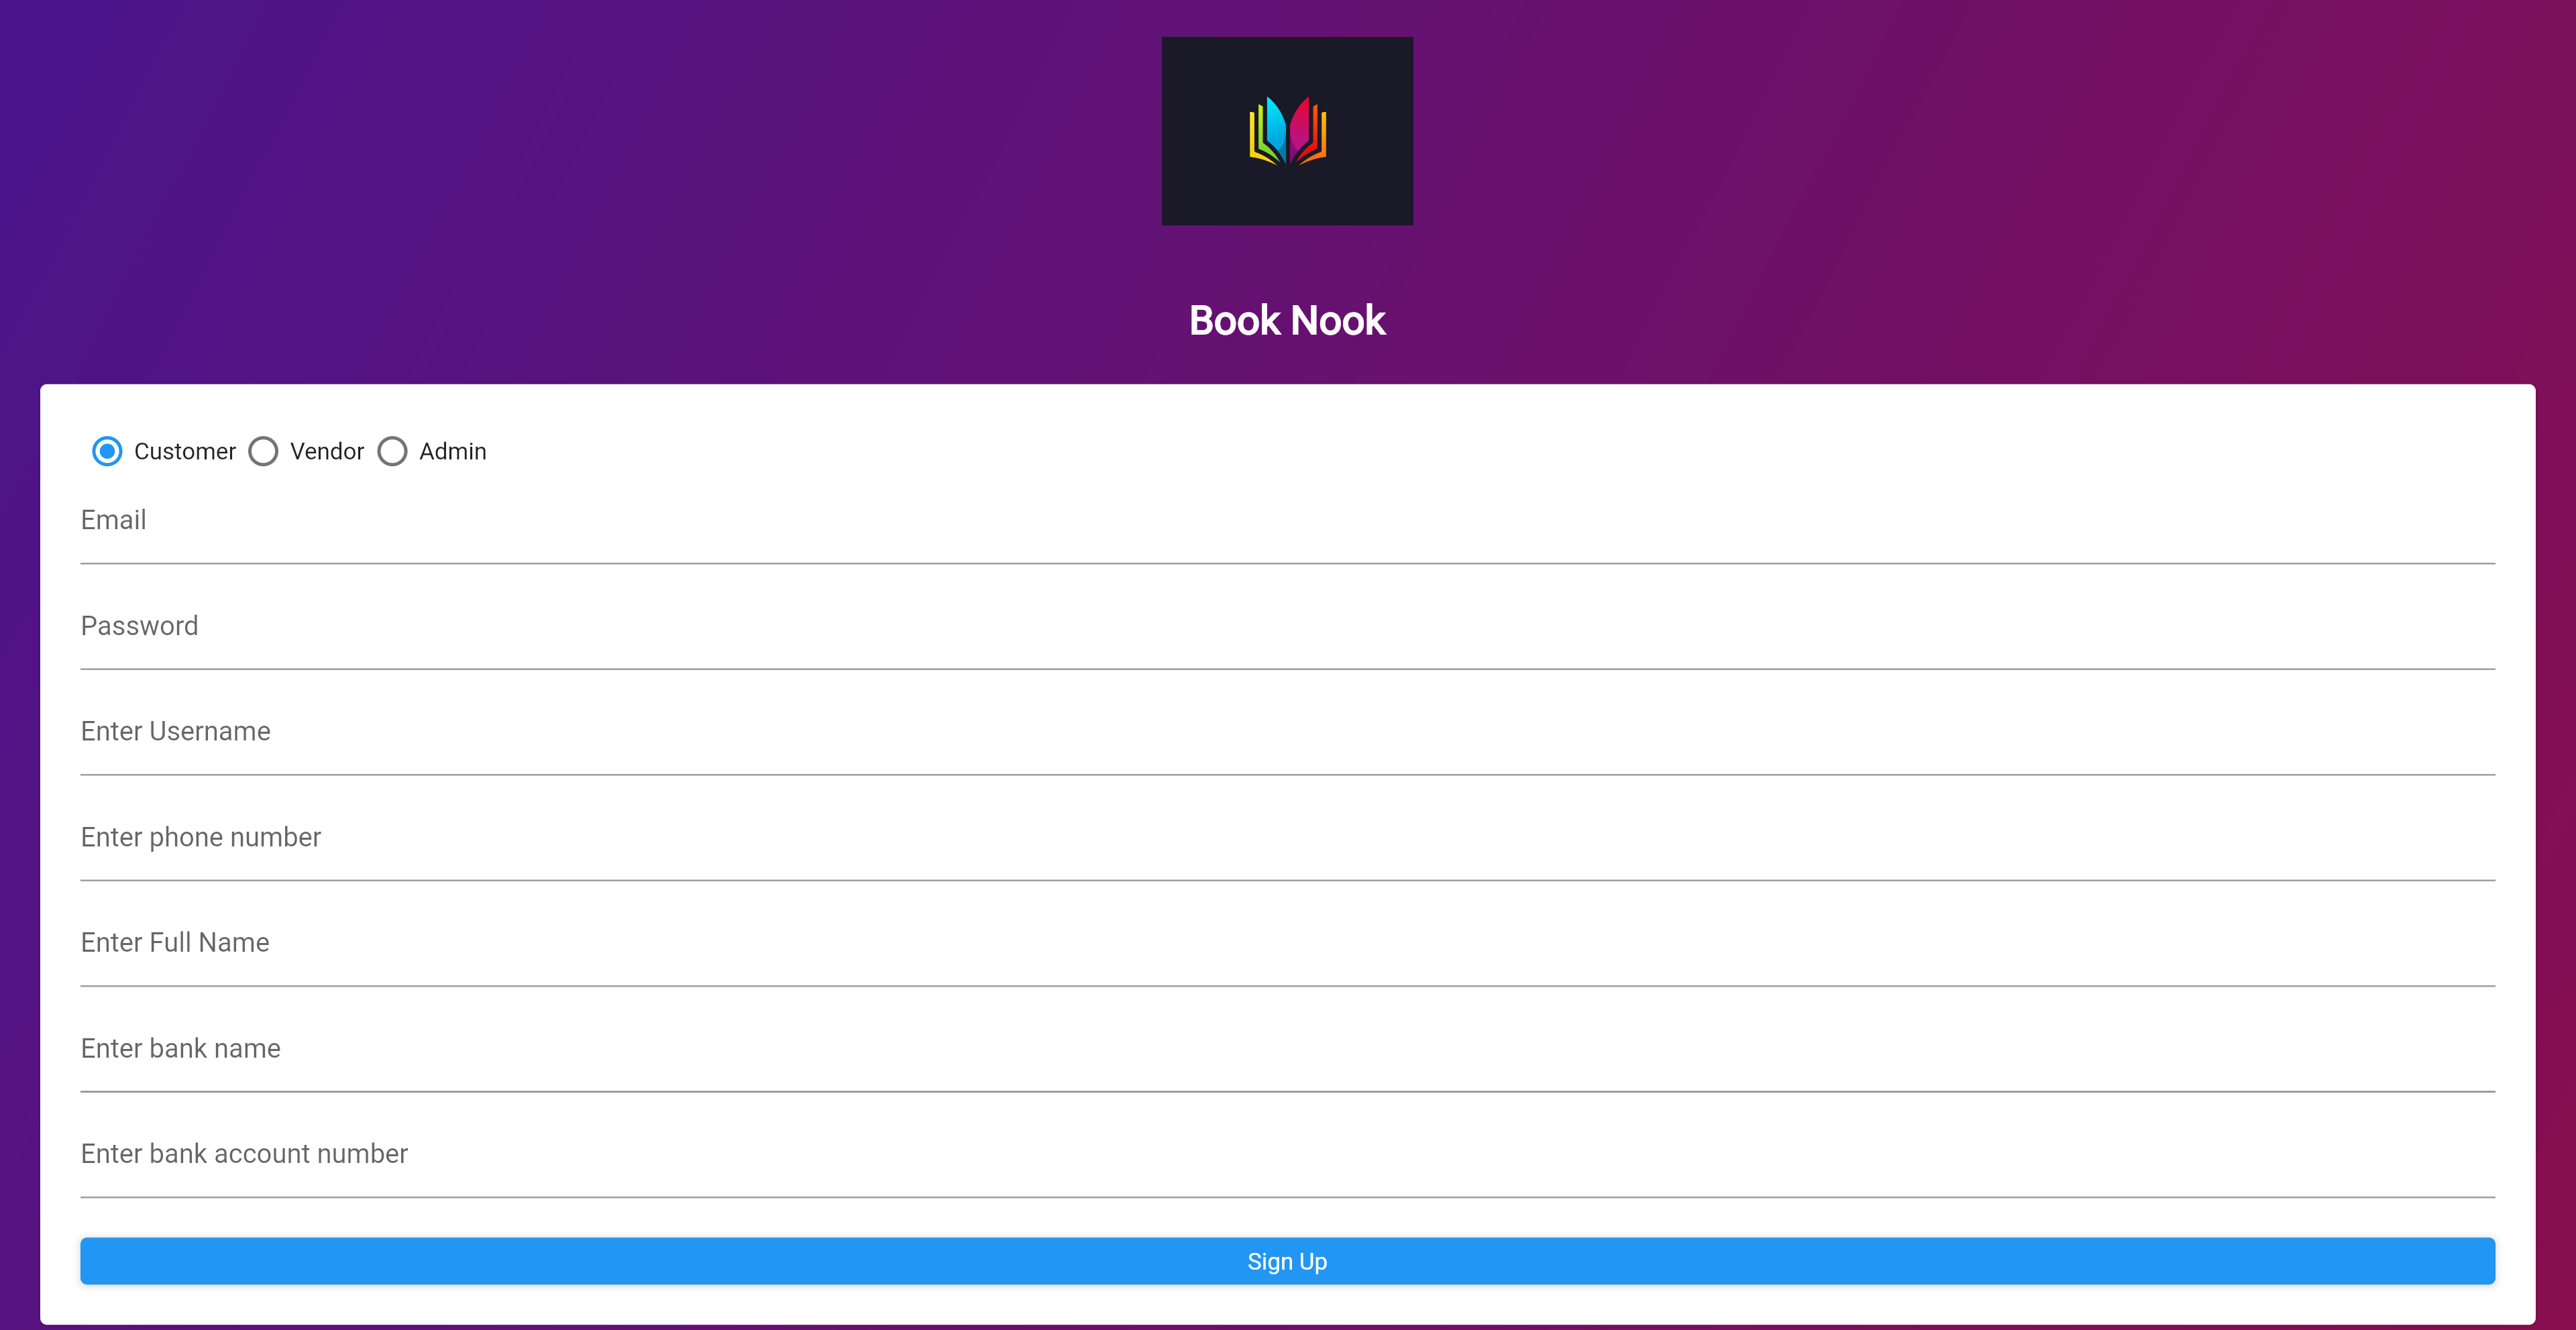 Book Nook
Customer Vendor Admin
Email
Password
Enter Username
Enter phone number
Enter Full Name
Enter bank name
Enter bank account number
Sign Up